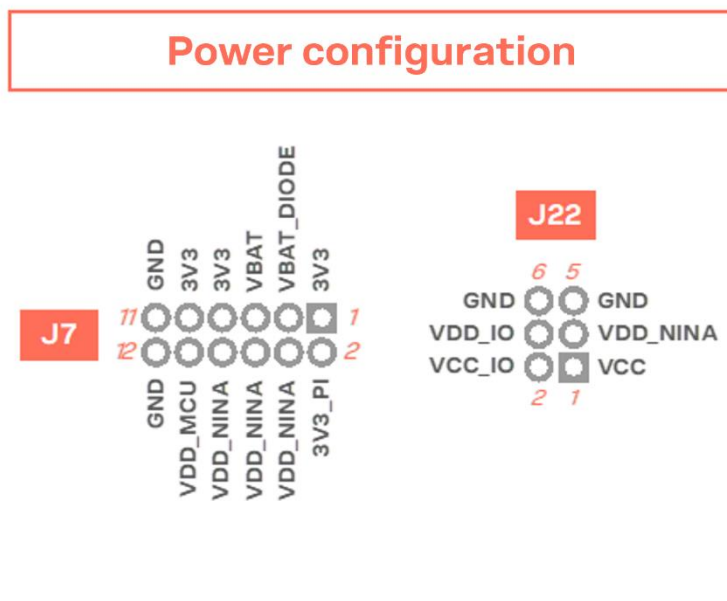 Power configuration
GND
3V3
3V3
VBAT
VBAT_DIODE
3V3
J7
11
1
12
2
GND
VDD_MCU
VDD_NINA
VDD_NINA
VDD_NINA
3V3_PI
J22
6 5
GND GND
VDD_IO VDD_NINA
VCC_IO VCC
2 1